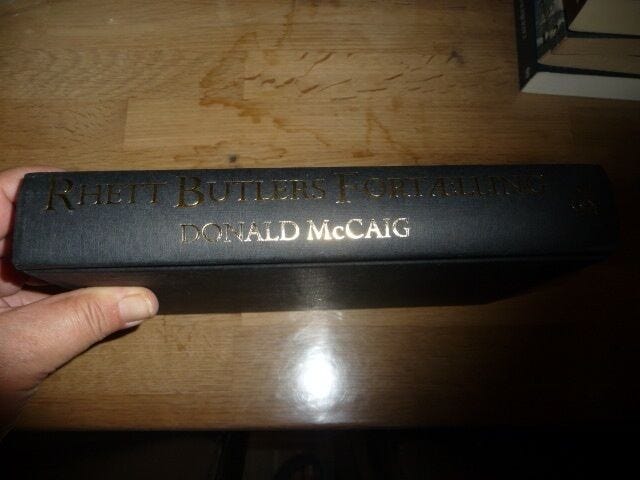 RHETT BUTLERS FORTÆLLING
DONALD McCAIG